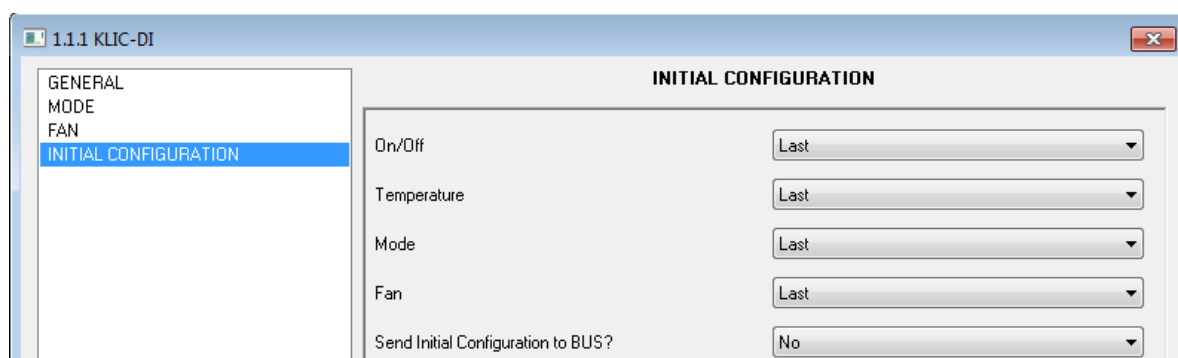 1.1.1 KLIC-DI
GENERAL
MODE
FAN
INITIAL CONFIGURATION
INITIAL CONFIGURATION
On/Off Last
Temperature Last
Mode Last
Fan Last
Send Initial Configuration to BUS? No